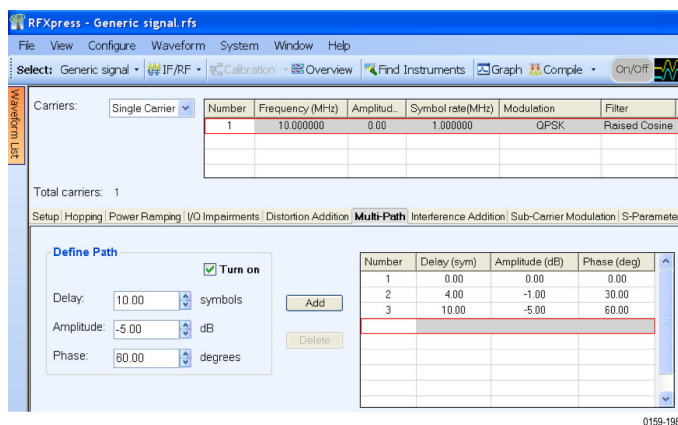 RFXpress - Generic signal.rfs
File View Configure Waveform System Window Help
Select: Generic signal IF/RF Calibration Overview Find Instruments Graph Compile On/Off
Waveform List
Carriers: Single Carrier
Number Frequency (MHz) Amplitud... Symbol rate(MHz) Modulation Filter
1 10.000000 0.00 1.000000 QPSK Raised Cosine
Total carriers: 1
Setup Hopping Power Ramping I/Q Impairments Distortion Addition Multi-Path Interference Addition Sub-Carrier Modulation S-Paramete
Define Path
Turn on
Delay: 10.00 symbols
Amplitude: -5.00 dB
Phase: 60.00 degrees
Add
Delete
Number Delay (sym) Amplitude (dB) Phase (deg)
1 0.00 0.00 0.00
2 4.00 -1.00 30.00
3 10.00 -5.00 60.00
0159-198